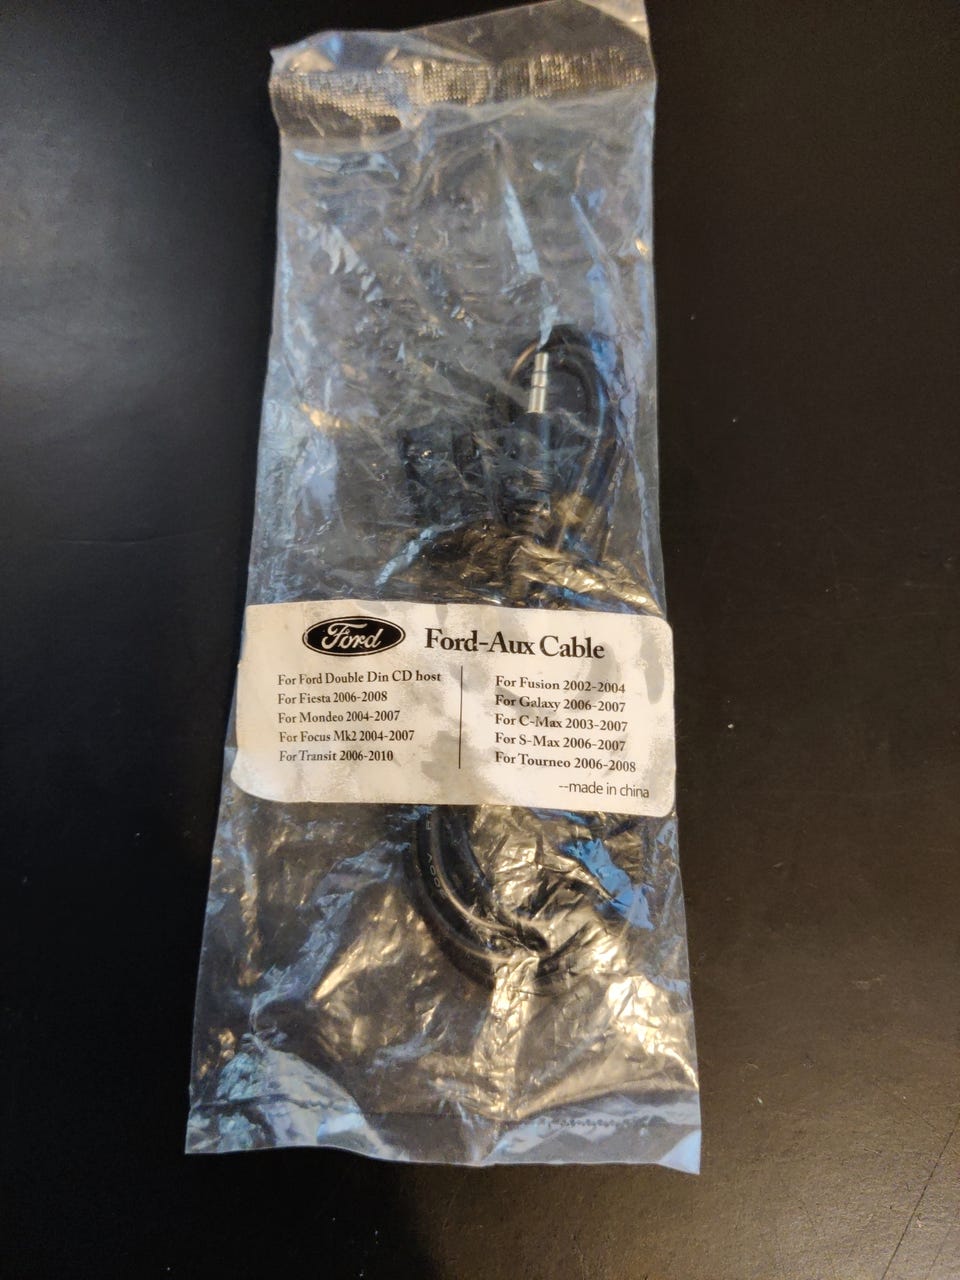 Ford
Ford-Aux Cable
For Ford Double Din CD host
For Fiesta 2006-2008
For Mondeo 2004-2007
For Focus Mk2 2004-2007
For Transit 2006-2010
For Fusion 2002-2004
For Galaxy 2006-2007
For C-Max 2003-2007
For S-Max 2006-2007
For Tourneo 2006-2008
--made in china